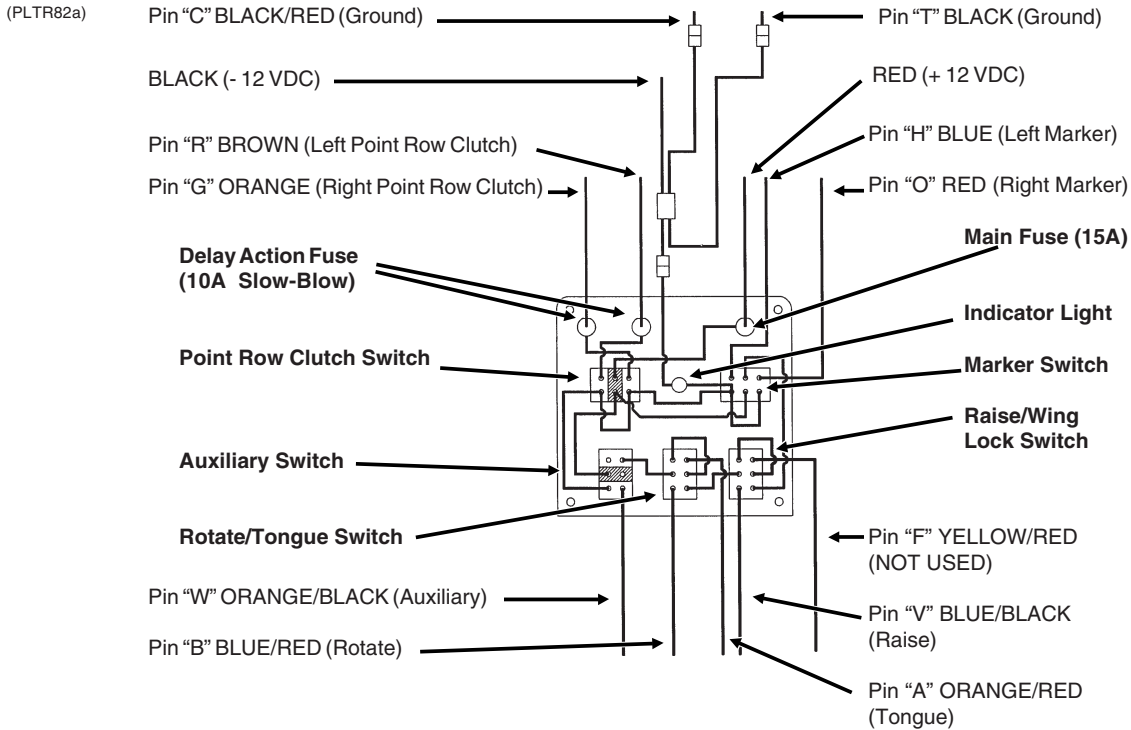 (PLTR82a)
Pin “C” BLACK/RED (Ground)
Pin “T” BLACK (Ground)
BLACK (- 12 VDC)
RED (+ 12 VDC)
Pin “R” BROWN (Left Point Row Clutch)
Pin “H” BLUE (Left Marker)
Pin “G” ORANGE (Right Point Row Clutch)
Pin “O” RED (Right Marker)
Delay Action Fuse
(10A Slow-Blow)
Main Fuse (15A)
Indicator Light
Point Row Clutch Switch
Marker Switch
Raise/Wing
Lock Switch
Auxiliary Switch
Rotate/Tongue Switch
Pin “F” YELLOW/RED
(NOT USED)
Pin “W” ORANGE/BLACK (Auxiliary)
Pin “V” BLUE/BLACK
(Raise)
Pin “B” BLUE/RED (Rotate)
Pin “A” ORANGE/RED
(Tongue)